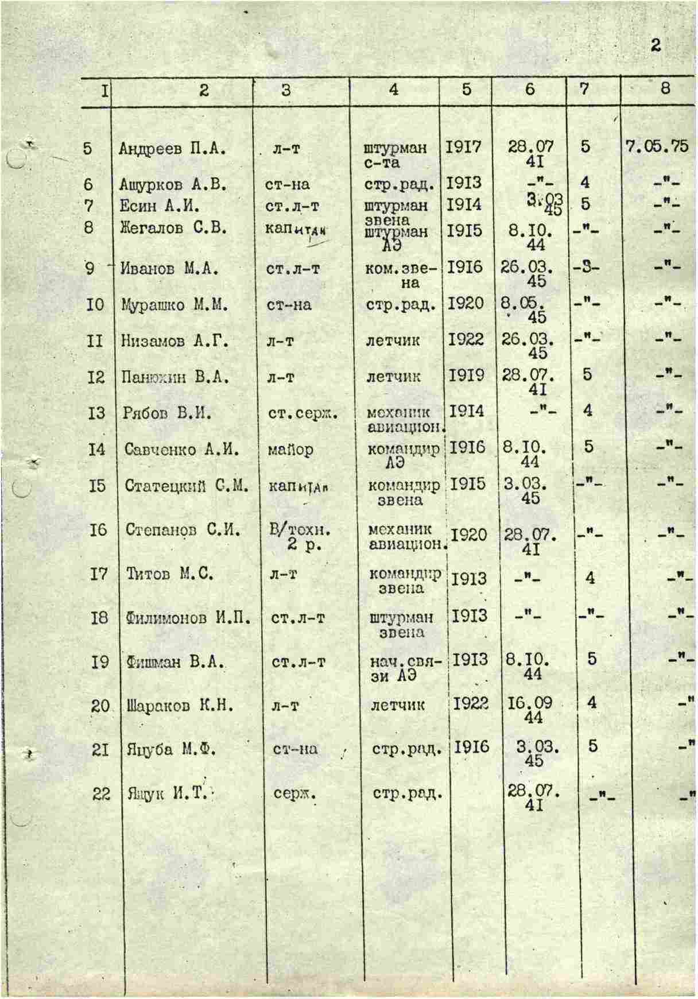 2
I 2 3 4 5 6 7 8
5 Андреев П.А. л-т штурман I9I7 28.07 5 7.05.75
с-та 4I
6 Ащурков А.В. ст-на стр.рад. I9I3 -"- 4 -"-
7 Есин А.И. ст.л-т штурман I9I4 3.03 5 -"-
звена 45
8 Жегалов С.В. капитан штурман I9I5 8.I0. -"- -"-
АЭ 44
9 Иванов М.А. ст.л-т ком.зве- I9I6 26.03. -"-
на 45
I0 Мурашко М.М. ст-на стр.рад. I920 8.05. -"- -"-
45
II Низамов А.Г. л-т летчик I922 26.03. -"- -"-
45
I2 Панюхин В.А. л-т летчик I9I9 28.07. 5 -"-
4I
I3 Рябов В.И. ст.серж. механик I9I4 -"- 4 -"-
авиацион.
I4 Савченко А.И. майор командир I9I6 8.I0. 5 -"-
АЭ 44
I5 Статецкий С.М. капитан командир I9I5 3.03. -"- -"-
звена 45
I6 Степанов С.И. В/техн. механик I920 28.07. -"- -"-
2 р. авиацион. 4I
I7 Титов М.С. л-т командир I9I3 -"- 4 -"-
звена
I8 Филимонов И.П. ст.л-т штурман I9I3 -"- -"- -"-
звена
I9 Фишман В.А. ст.л-т нач.свя- I9I3 8.I0. 5 -"-
зи АЭ 44
20 Шараков К.Н. л-т летчик I922 I6.09 4 -"
44
2I Яцуба М.Ф. ст-на стр.рад. I9I6 3.03. 5 -"
45
22 Ящук И.Т. серж. стр.рад. 28.07. -"- -"
4I